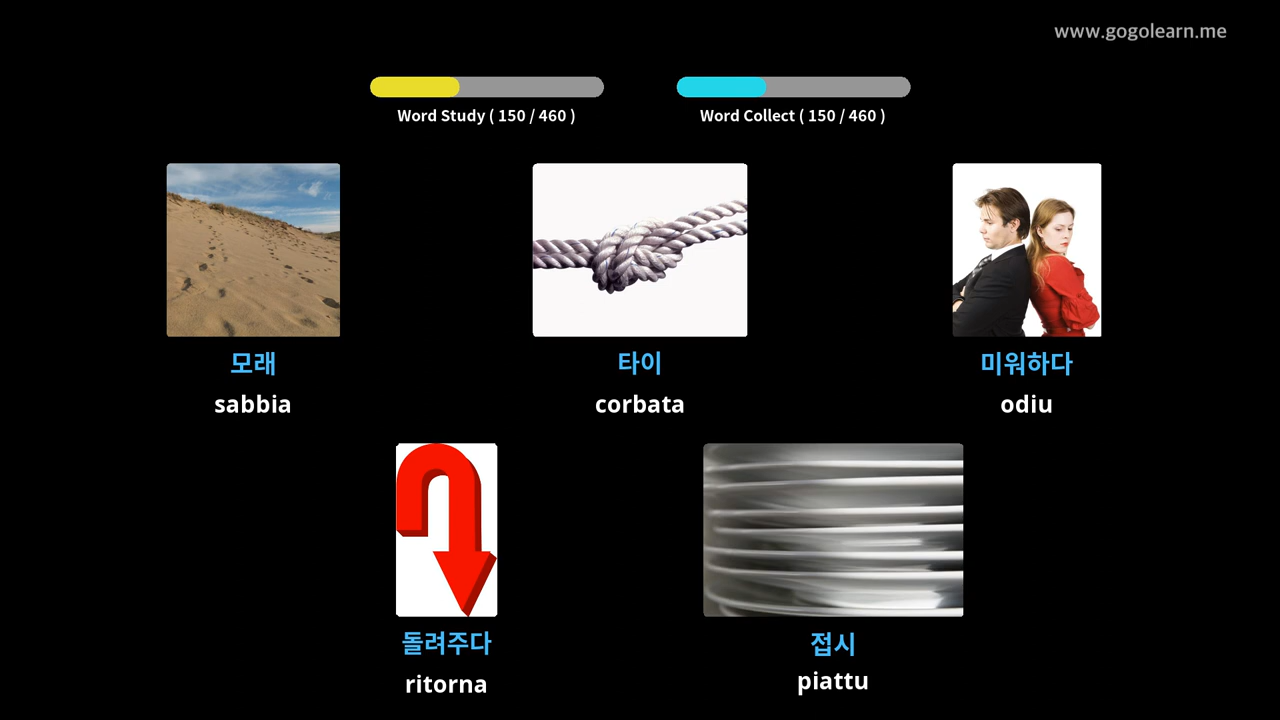 www.gogolearn.me
Word Study ( 150 / 460 )
Word Collect ( 150 / 460 )
모래
타이
미워하다
sabbia
corbata
odiu
돌려주다
접시
ritorna
piattu